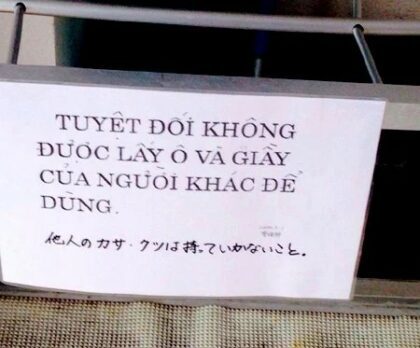 TUYỆT ĐỐI KHÔNG
ĐƯỢC LẤY Ô VÀ GIẦY
CỦA NGƯỜI KHÁC ĐỂ
DÙNG.
他人のカサ・クツは持っていかないこと。